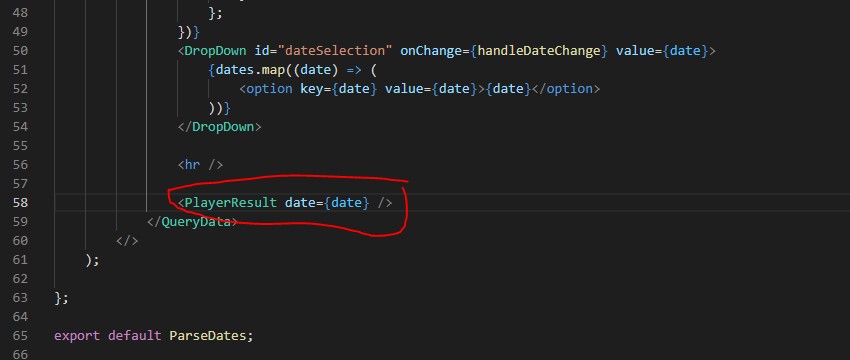 48 };
49 })}
50 <DropDown id="dateSelection" onChange={handleDateChange} value={date}>
51 {dates.map((date) => (
52 <option key={date} value={date}>{date}</option>
53 ))}
54 </DropDown>
55
56 <hr />
57
58 <PlayerResult date={date} />
59 </QueryData>
60 </>
61 );
62
63 };
64
65 export default ParseDates;
66